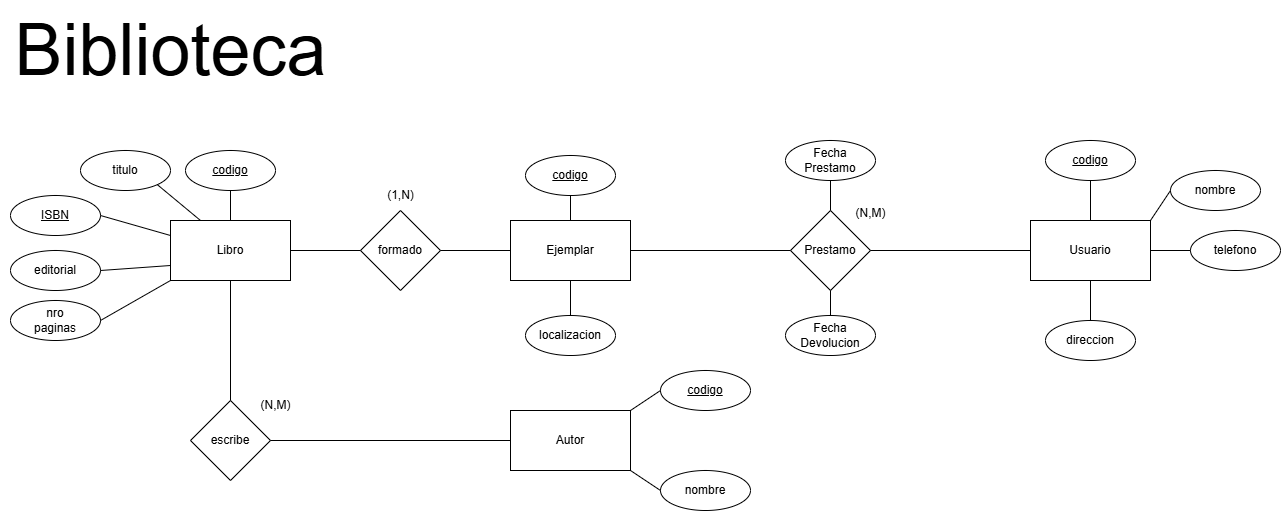 Biblioteca
titulo
codigo
ISBN
editorial
nro
paginas
Libro
(1,N)
formado
codigo
Ejemplar
localizacion
Fecha
Prestamo
(N,M)
Prestamo
Fecha
Devolucion
codigo
nombre
Usuario
telefono
direccion
(N,M)
escribe
Autor
codigo
nombre